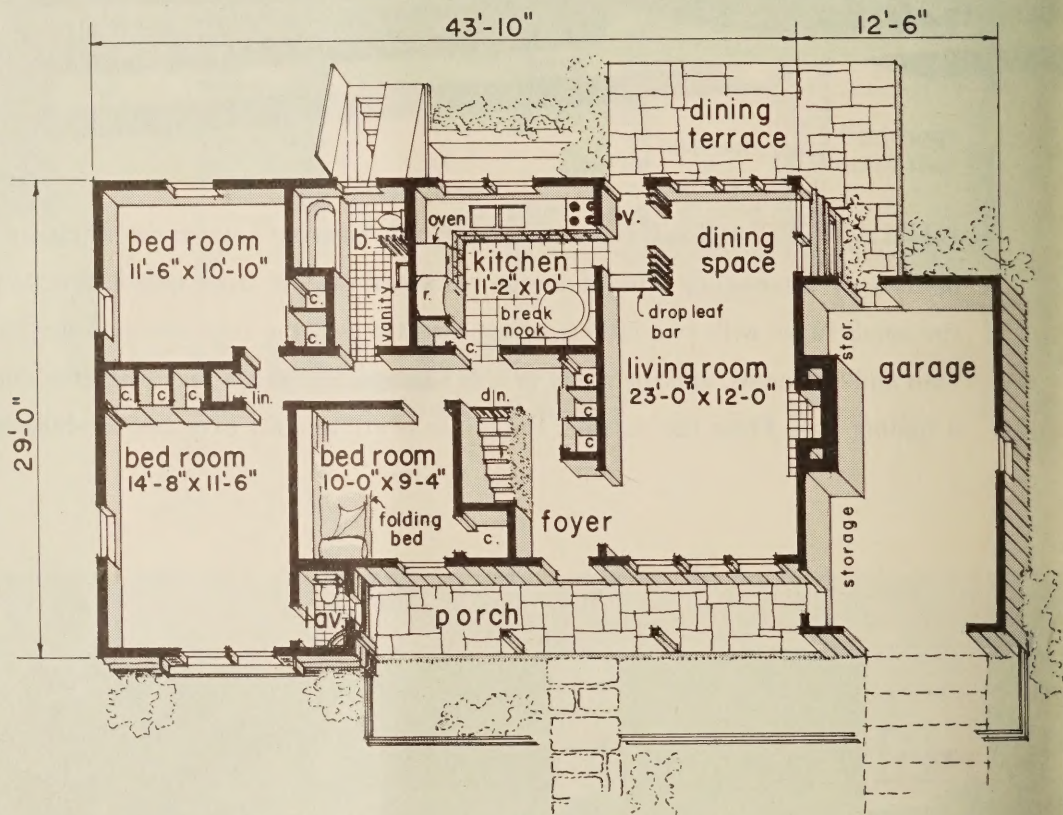 43'-10"
12'-6"
dining
terrace
29'-0"
bed room
11'-6" x 10'-10"
b.
oven
v.
dining
space
kitchen
11'-2" x 10'
r.
break
nook
drop leaf
bar
c.
c.
vanity
c.
stor.
garage
c.
c.
c.
lin.
dn.
c
c
c
living room
23'-0" x 12'-0"
bed room
14'-8" x 11'-6"
bed room
10'-0" x 9'-4"
folding
bed
c.
foyer
storage
lav.
porch